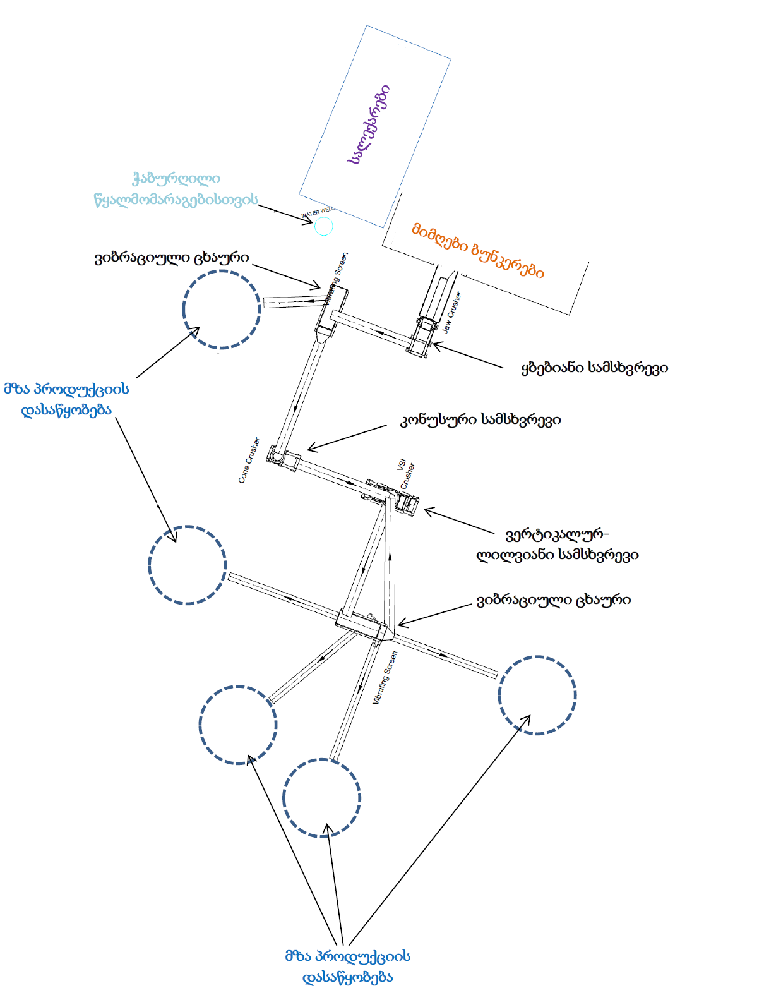 სალექარები
ჭაბურღილი
წყალმომარაგებისთვის
WATER WELL
მიმღები ბუნკერები
ვიბრაციული ცხაური
Vibrating Screen
Jaw Crusher
ყბებიანი სამსხვრევი
მზა პროდუქციის
დასაწყობება
კონუსური სამსხვრევი
Cone Crusher
VSI
Crusher
ვერტიკალურ-
ლილვიანი სამსხვრევი
ვიბრაციული ცხაური
Vibrating Screen
მზა პროდუქციის
დასაწყობება